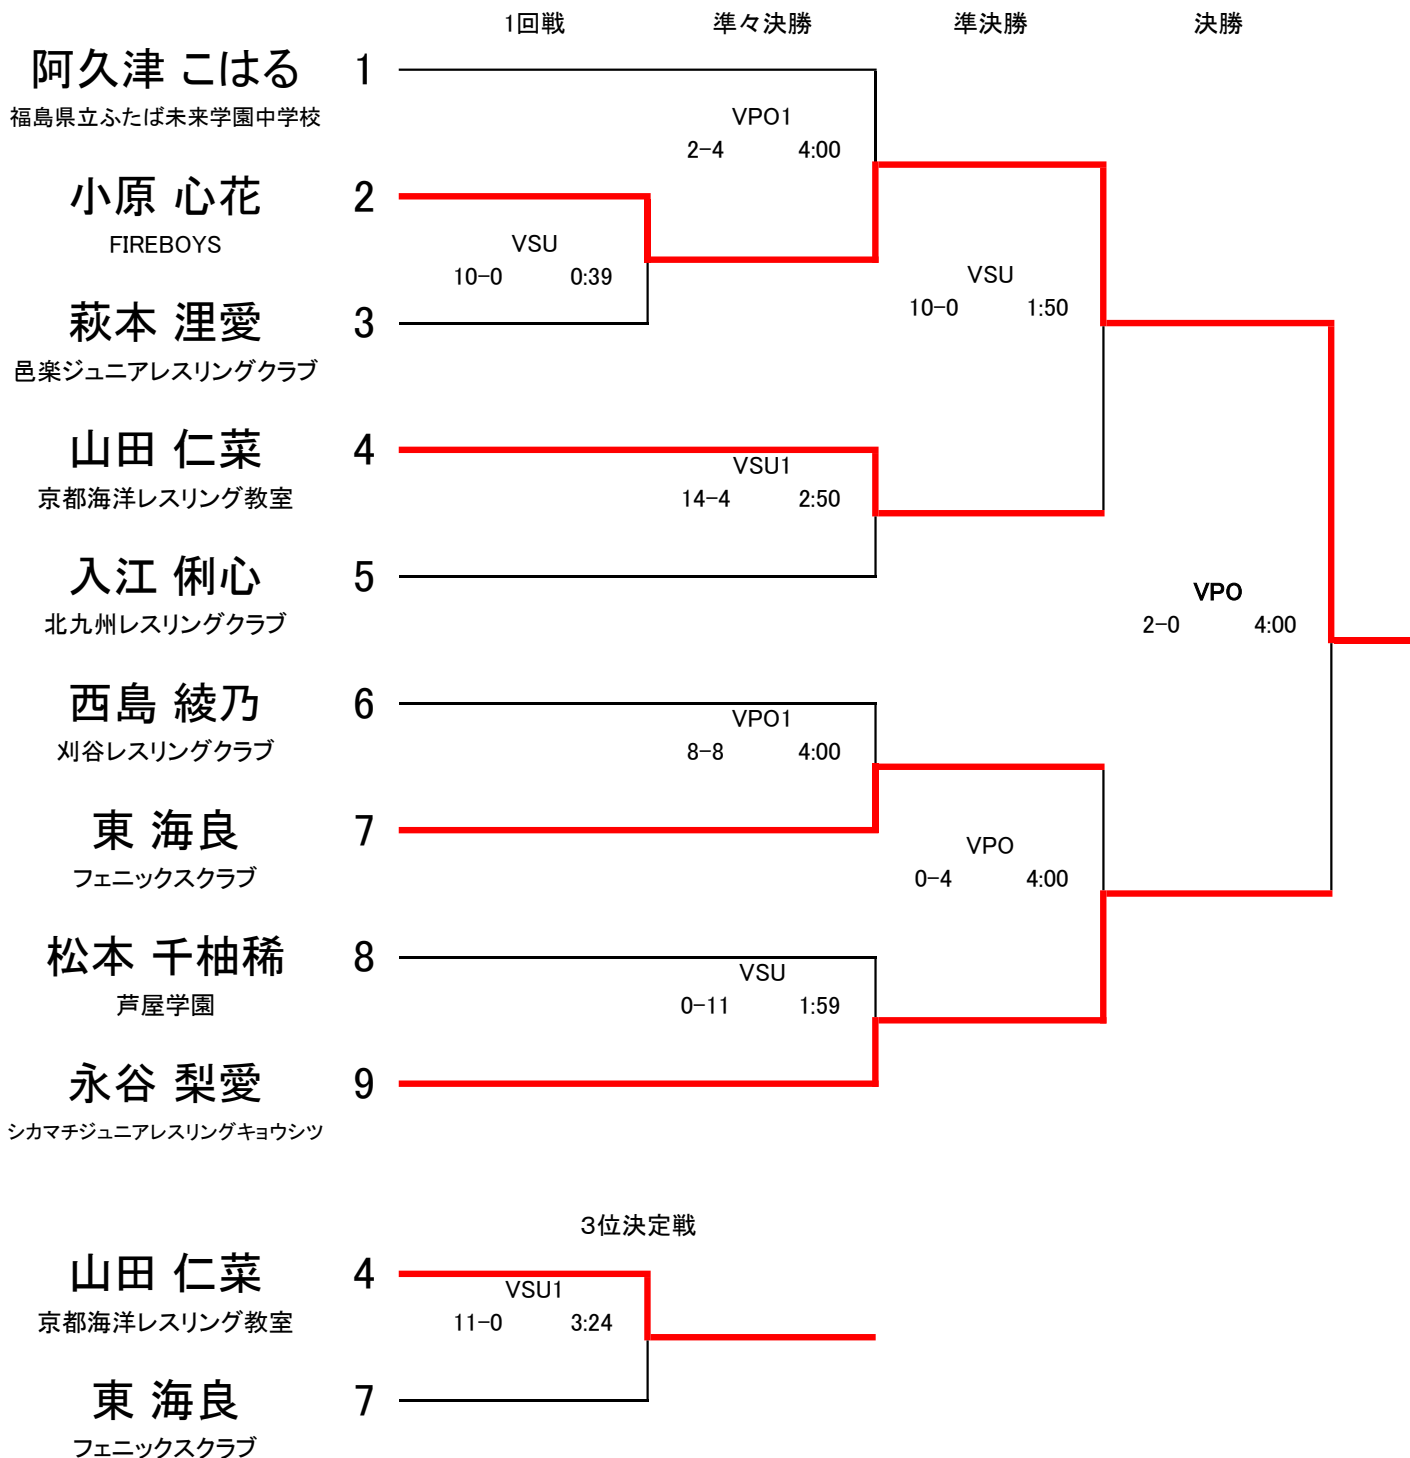 1回戦 準々決勝 準決勝 決勝
阿久津 こはる 1
福島県立ふたば未来学園中学校
VPO1
2-4 4:00
小原 心花 2
FIREBOYS
VSU
10-0 0:39
VSU
10-0 1:50
萩本 浬愛 3
邑楽ジュニアレスリングクラブ
山田 仁菜 4
京都海洋レスリング教室
VSU1
14-4 2:50
入江 俐心 5
北九州レスリングクラブ
VPO
2-0 4:00
西島 綾乃 6
刈谷レスリングクラブ
VPO1
8-8 4:00
東 海良 7
フェニックスクラブ
VPO
0-4 4:00
松本 千柚稀 8
芦屋学園
VSU
0-11 1:59
永谷 梨愛 9
シカマチジュニアレスリングキョウシツ
3位決定戦
山田 仁菜 4
京都海洋レスリング教室
VSU1
11-0 3:24
東 海良 7
フェニックスクラブ